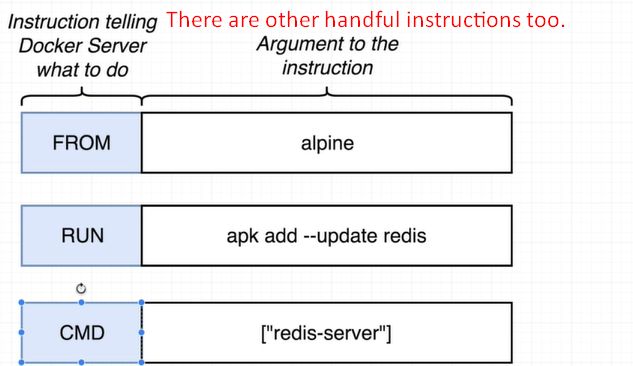 There are other handful instructions too.
Instruction telling
Docker Server
what to do
Argument to the
instruction
FROM
alpine
RUN
apk add --update redis
CMD
["redis-server"]